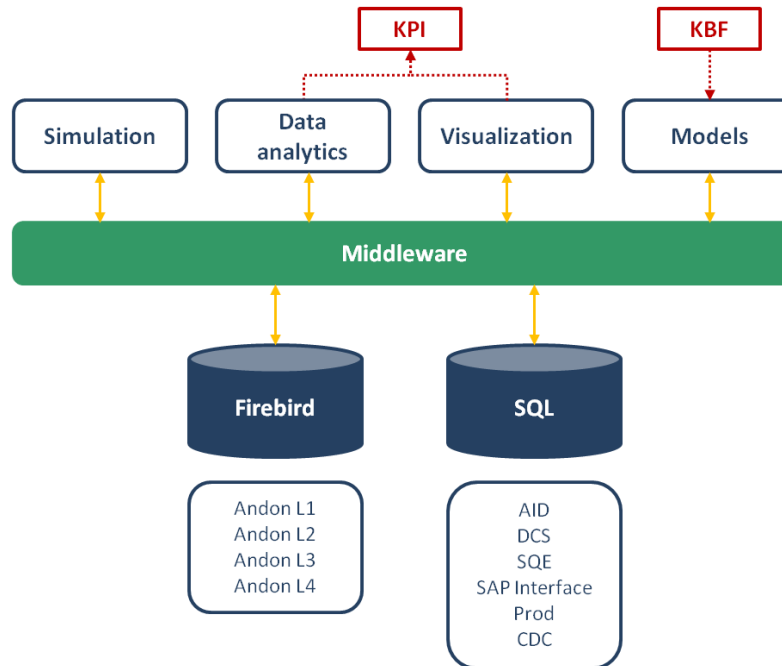 KPI
KBF
Simulation
Data
analytics
Visualization
Models
Middleware
Firebird
SQL
Andon L1
Andon L2
Andon L3
Andon L4
AID
DCS
SQE
SAP Interface
Prod
CDC